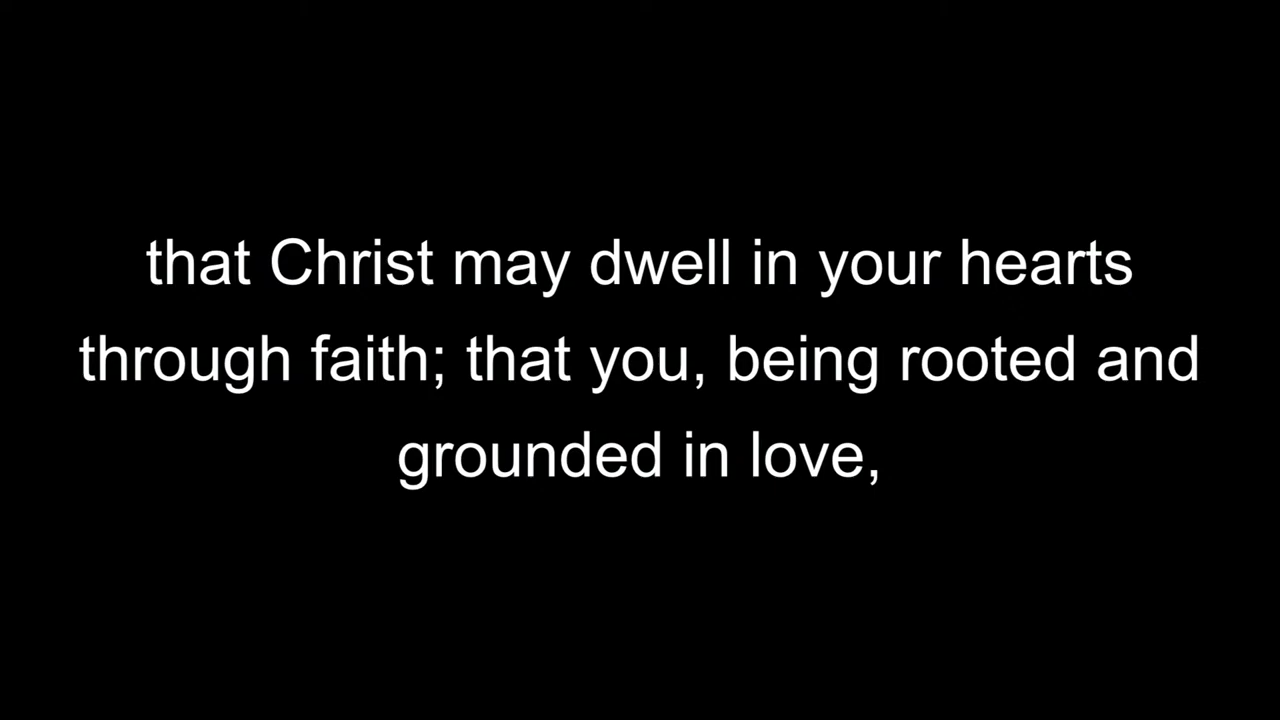 that Christ may dwell in your hearts
through faith; that you, being rooted and
grounded in love,